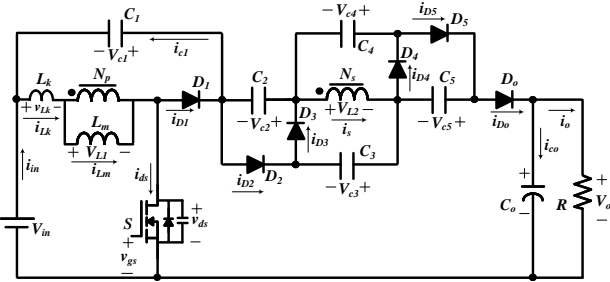 C1
− Vc1 +
ic1
− Vc4 +
C4
iD5
D5
Lk
Np
D1
C2
Ns
D4
iD4
C5
Do
+ vLk −
iLk
Lm
iD1
− Vc2 +
D3
iD3
+ VL2 −
is
− Vc5 +
iDo
io
+ VL1 −
iLm
iin
ids
iD2
D2
C3
− Vc3 +
ico
Vin
S
+ vds −
+ vgs −
Co
+ −
R
+ Vo −